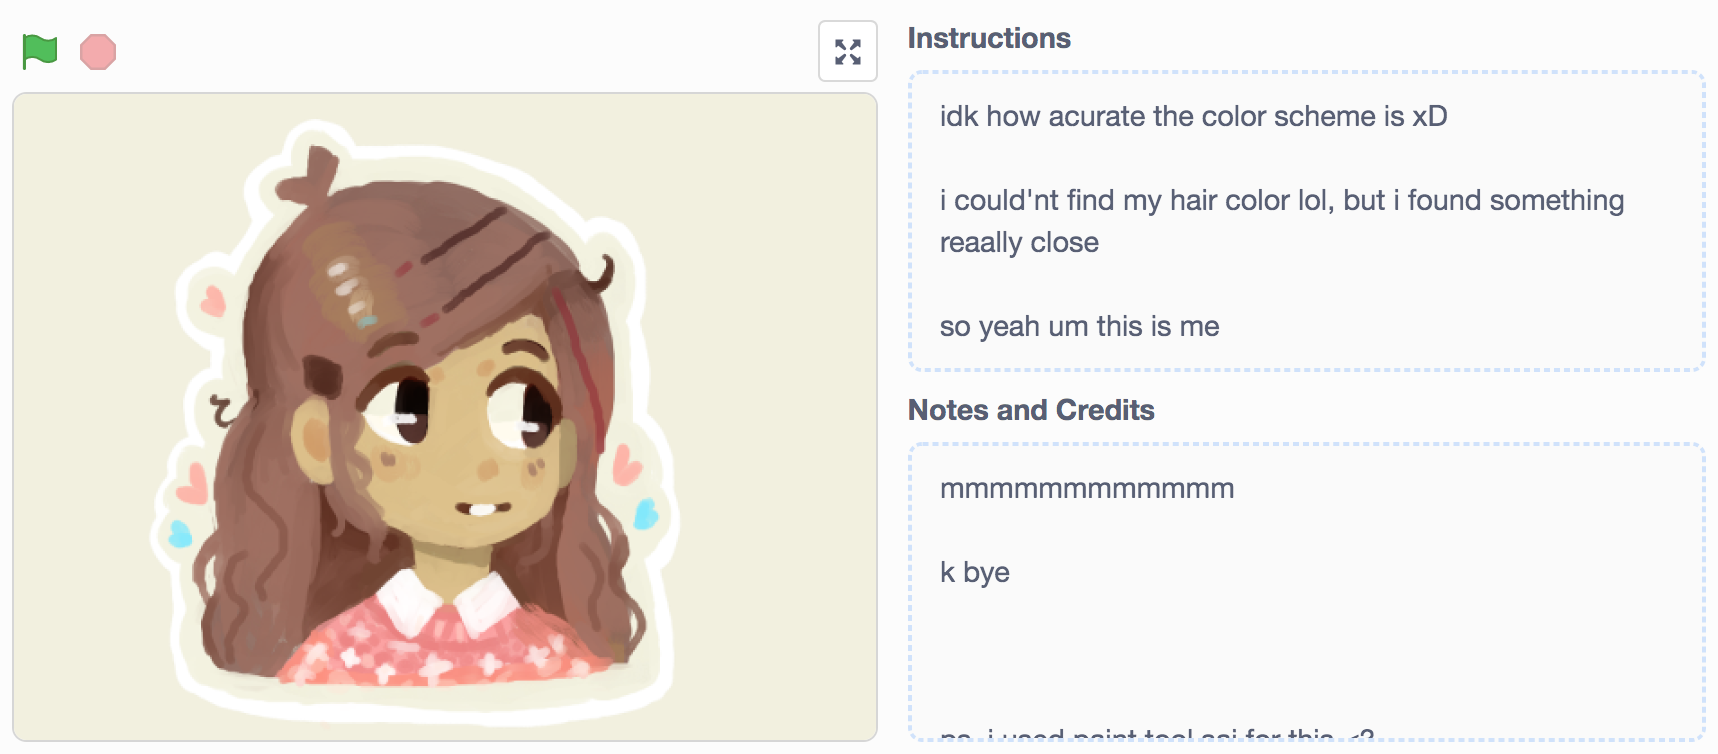 Instructions
idk how acurate the color scheme is xD
i could'nt find my hair color lol, but i found something
reaally close
so yeah um this is me
Notes and Credits
mmmmmmmmmmmm
k bye
ps. i used paint tool sai for this <3